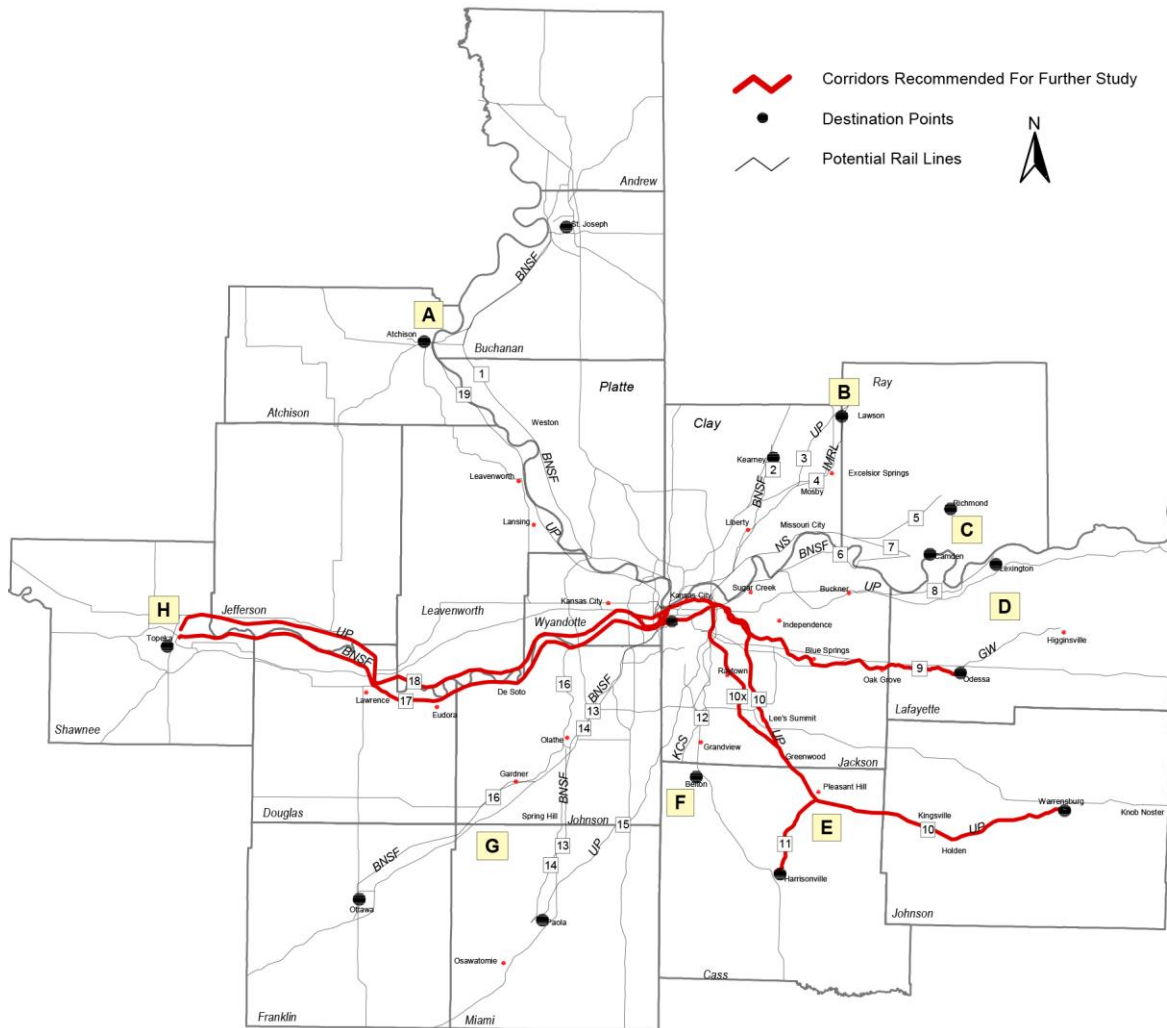 Corridors Recommended For Further Study
Destination Points
N
Potential Rail Lines
Andrew
St. Joseph
BNSF
A
Atchison
Buchanan
1
Platte
19
B
Ray
Lawson
Atchison
Weston
Clay
UP
Kearney
3
2
IMRL
Excelsior Springs
BNSF
4
Mosby
Leavenworth
BNSF
Richmond
5
C
Lansing
UP
Liberty
Missouri City
NS
BNSF
6
7
Camden
Lexington
Sugar Creek
Buckner
UP
8
H
Jefferson
Leavenworth
Kansas City
Kansas City
D
Wyandotte
Independence
Higginsville
GW
UP
Topeka
BNSF
Blue Springs
9
Raytown
Oak Grove
Odessa
18
De Soto
16
BNSF
10x
10
Lawrence
17
Eudora
13
12
Lee's Summit
Lafayette
Shawnee
14
UP
Olathe
KCS
Grandview
Greenwood
Jackson
Gardner
BNSF
Belton
16
F
Pleasant Hill
Warrensburg
Douglas
Spring Hill
Johnson
15
E
Kingsville
Knob Noster
10
UP
G
UP
13
11
Holden
BNSF
14
Harrisonville
Ottawa
Paola
Johnson
Osawatomie
Cass
Franklin
Miami